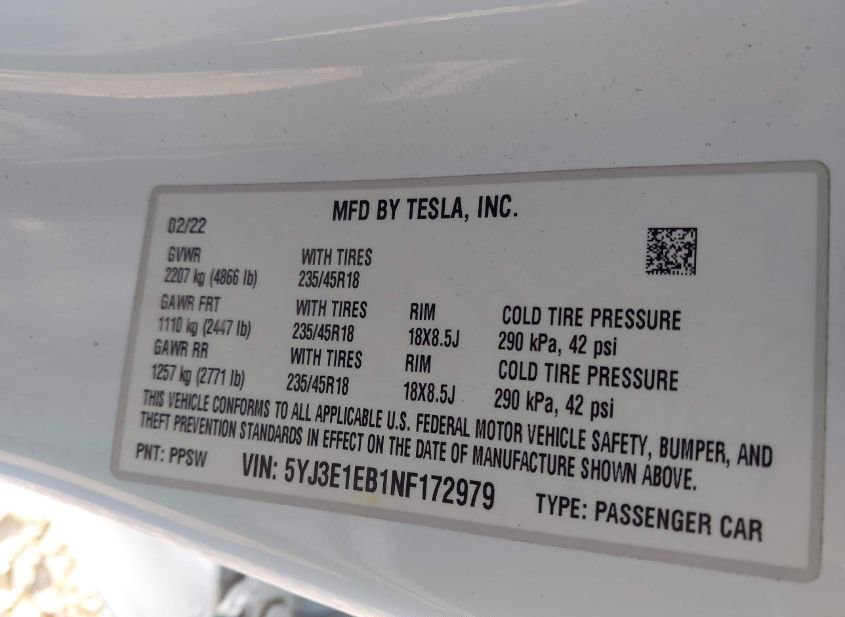 MFD BY TESLA, INC.
02/22
GVWR WITH TIRES
2207 kg (4866 lb) 235/45R18
GAWR FRT WITH TIRES RIM COLD TIRE PRESSURE
1110 kg (2447 lb) 235/45R18 18X8.5J 290 kPa, 42 psi
GAWR RR WITH TIRES RIM COLD TIRE PRESSURE
1257 kg (2771 lb) 235/45R18 18X8.5J 290 kPa, 42 psi
THIS VEHICLE CONFORMS TO ALL APPLICABLE U.S. FEDERAL MOTOR VEHICLE SAFETY, BUMPER, AND
THEFT PREVENTION STANDARDS IN EFFECT ON THE DATE OF MANUFACTURE SHOWN ABOVE.
PNT: PPSW VIN: 5YJ3E1EB1NF172979 TYPE: PASSENGER CAR